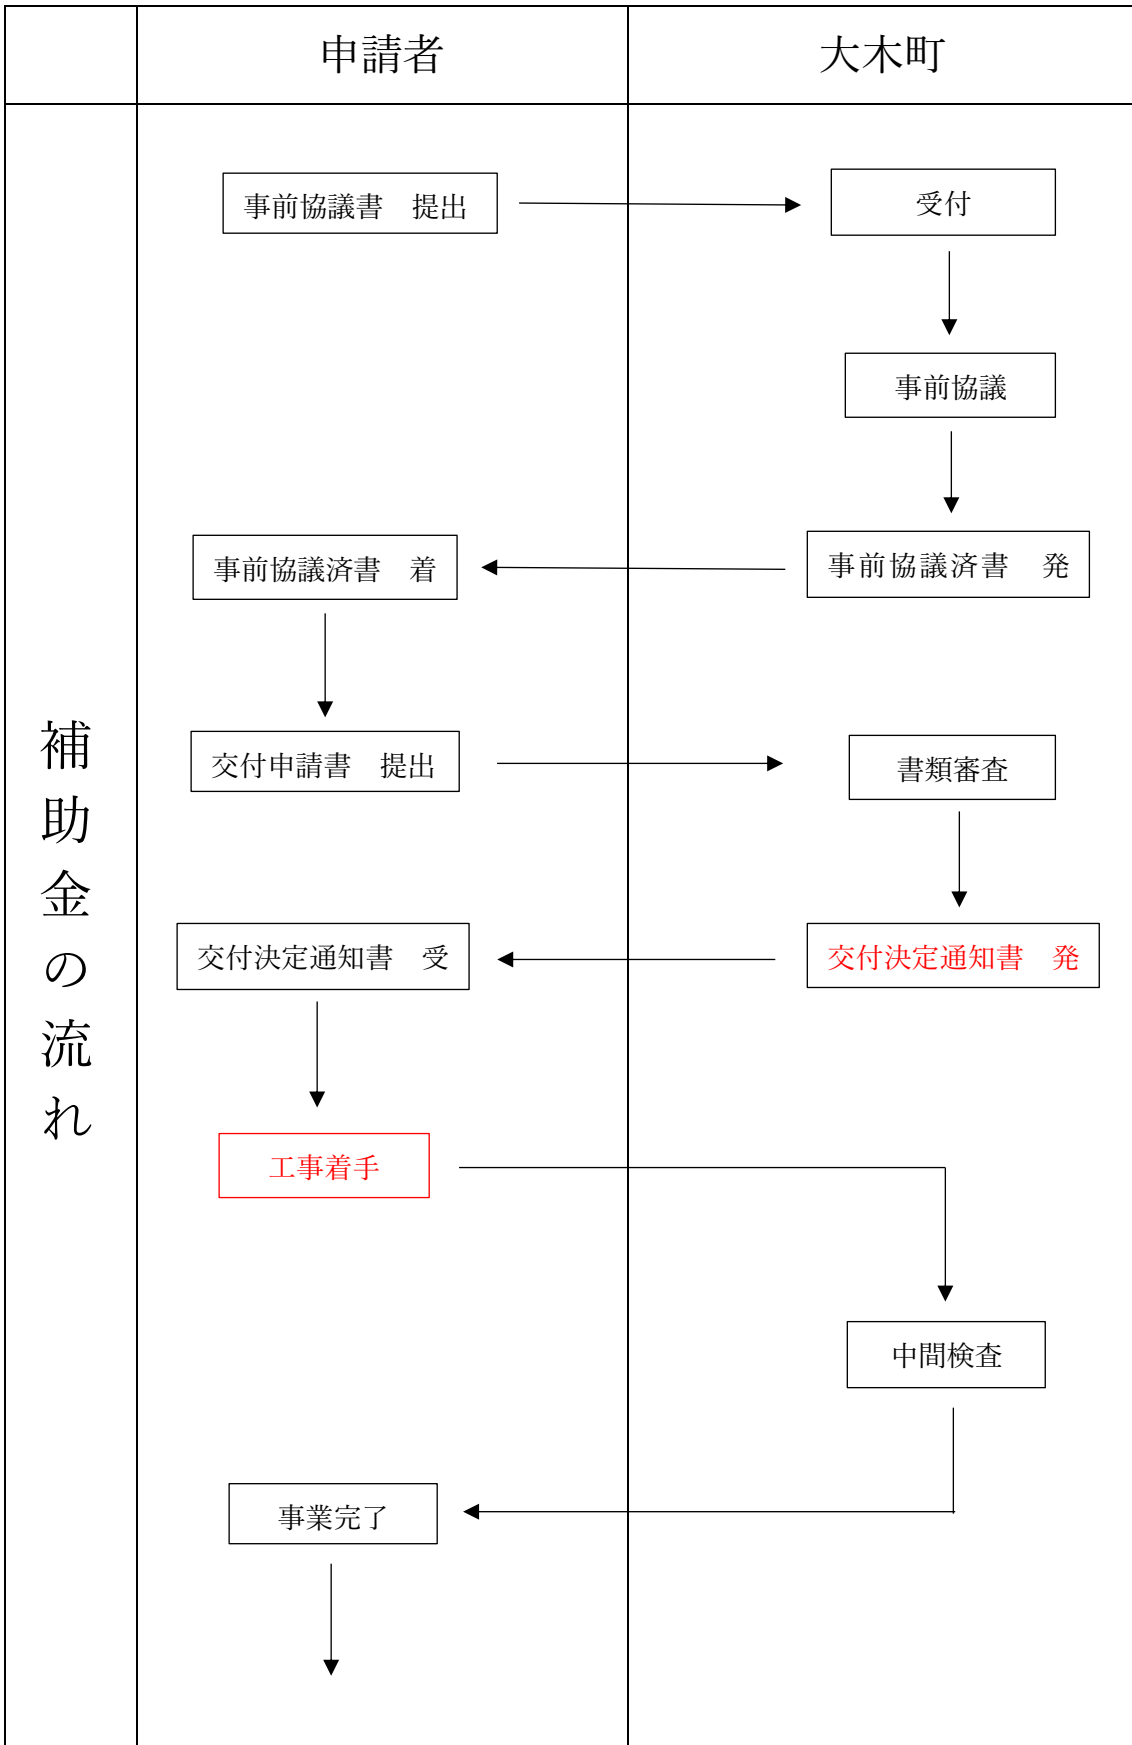 申請者
大木町
補助金の流れ
事前協議書　提出
受付
事前協議
事前協議済書　発
事前協議済書　着
交付申請書　提出
書類審査
交付決定通知書　発
交付決定通知書　受
工事着手
中間検査
事業完了